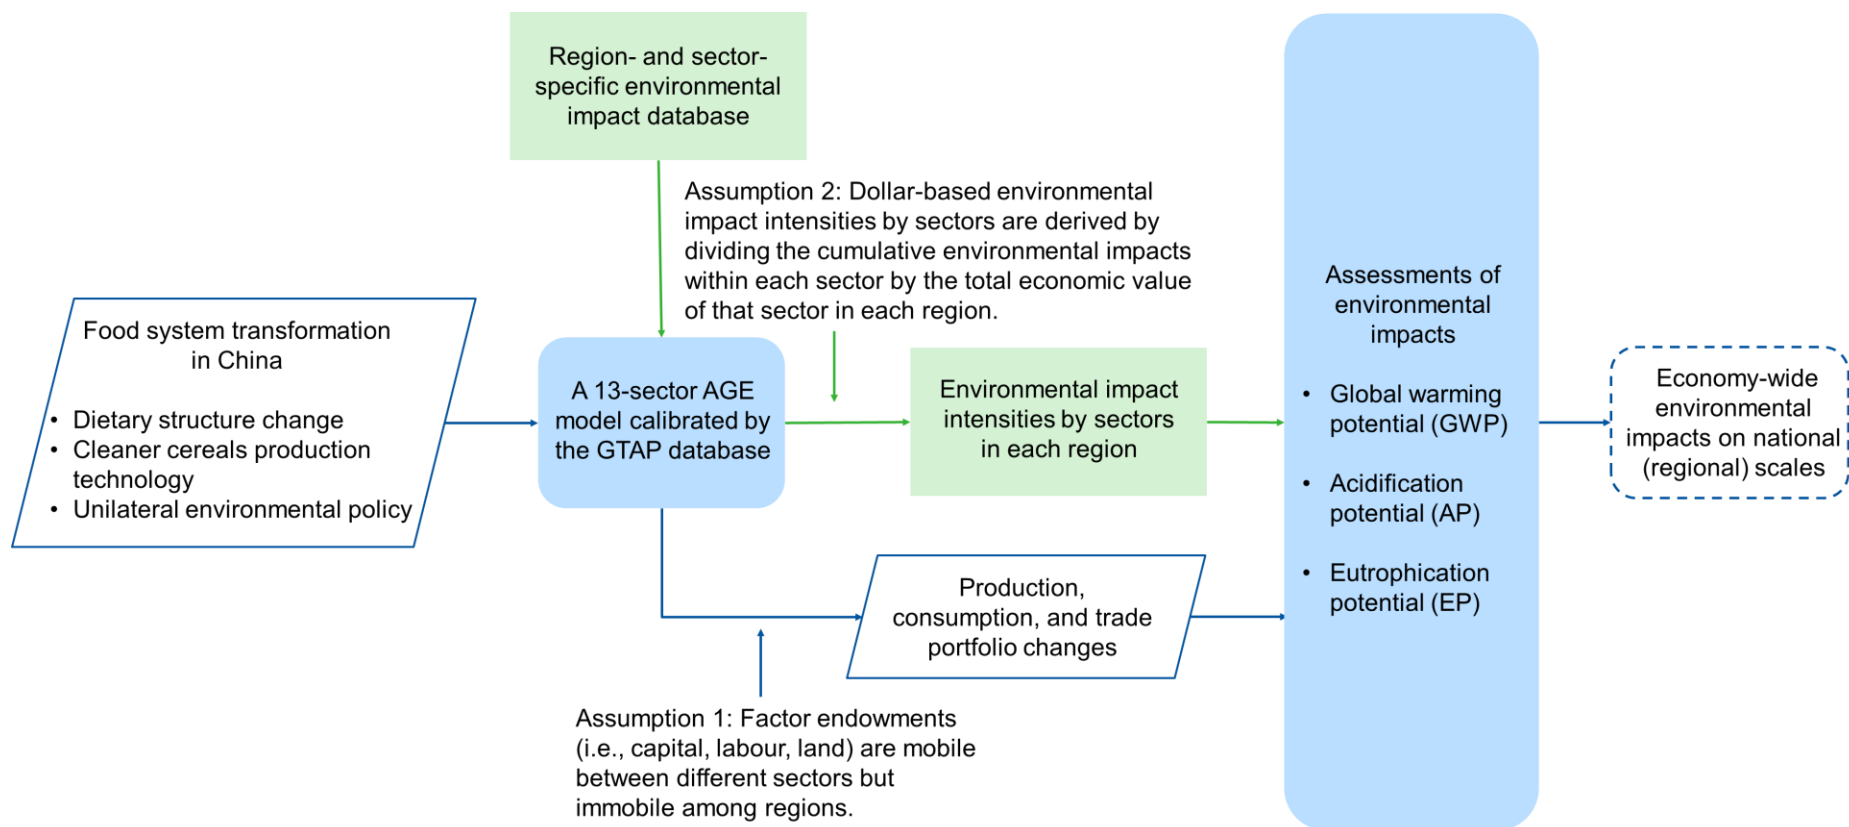 Region- and sector-
specific environmental
impact database
Assumption 2: Dollar-based environmental
impact intensities by sectors are derived by
dividing the cumulative environmental impacts
within each sector by the total economic value
of that sector in each region.
Food system transformation
in China
• Dietary structure change
• Cleaner cereals production
technology
• Unilateral environmental policy
A 13-sector AGE
model calibrated by
the GTAP database
Environmental impact
intensities by sectors
in each region
Production,
consumption, and trade
portfolio changes
Assumption 1: Factor endowments
(i.e., capital, labour, land) are mobile
between different sectors but
immobile among regions.
Assessments of
environmental
impacts
• Global warming
potential (GWP)
• Acidification
potential (AP)
• Eutrophication
potential (EP)
Economy-wide
environmental
impacts on national
(regional) scales